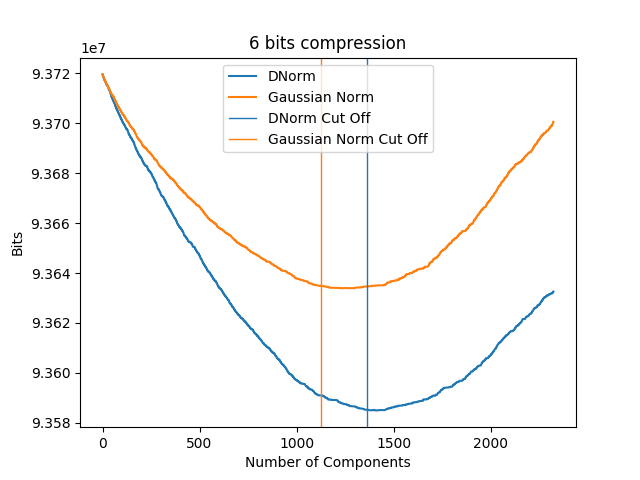 6 bits compression
1e7
DNorm
Gaussian Norm
DNorm Cut Off
Gaussian Norm Cut Off
9.372
9.370
9.368
9.366
9.364
9.362
9.360
9.358
Bits
0 500 1000 1500 2000
Number of Components